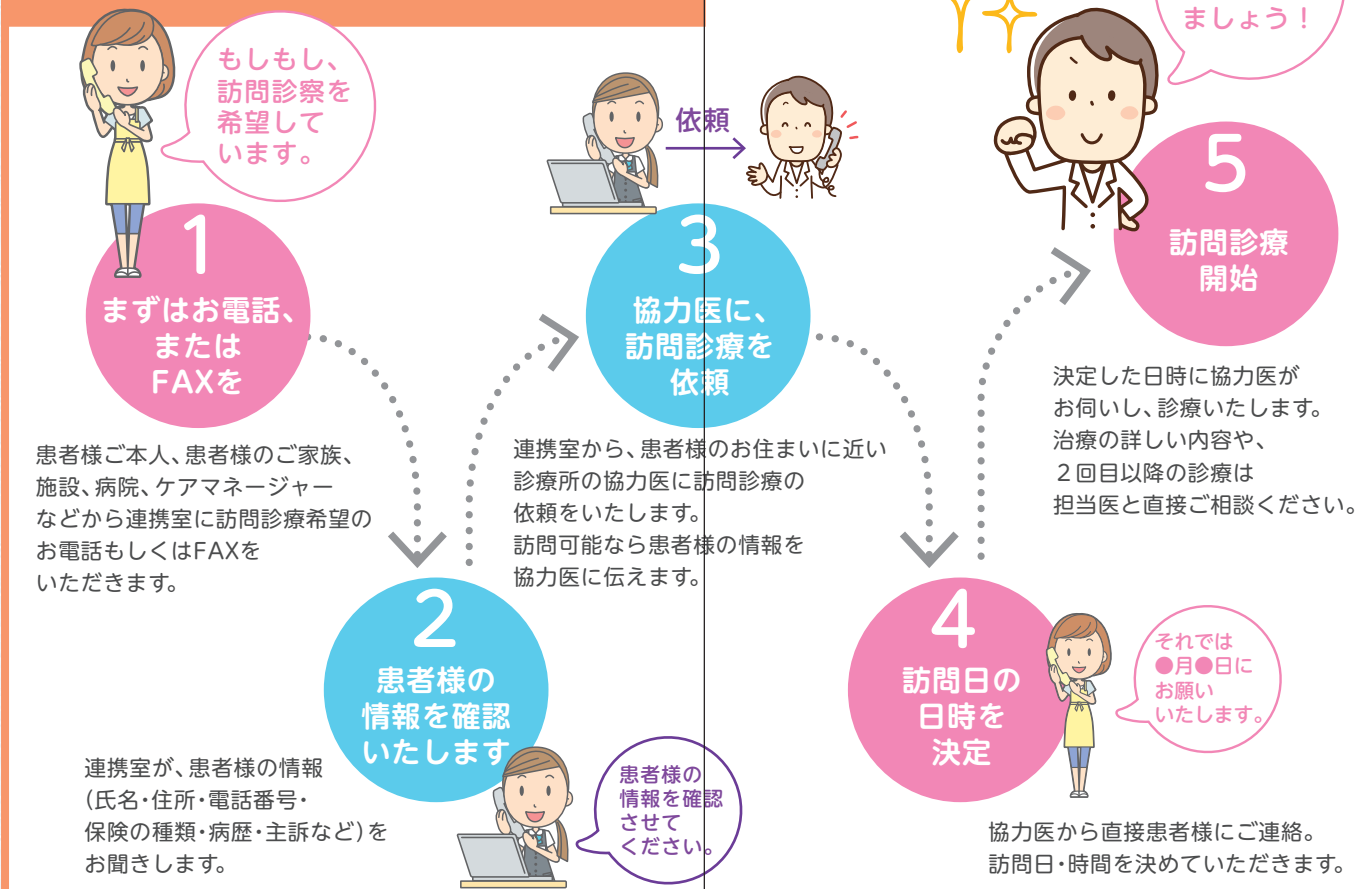 もしもし、
訪問診察を
希望して
います。
1
まずはお電話、
または
FAXを
患者様ご本人、患者様のご家族、
施設、病院、ケアマネージャー
などから連携室に訪問診療希望の
お電話もしくはFAXを
いただきます。
2
患者様の
情報を確認
いたします
連携室が、患者様の情報
(氏名・住所・電話番号・
保険の種類・病歴・主訴など)を
お聞きします。
患者様の
情報を確認
させて
ください。
依頼
3
協力医に、
訪問診療を
依頼
連携室から、患者様のお住まいに近い
診療所の協力医に訪問診療の
依頼をいたします。
訪問可能なら患者様の情報を
協力医に伝えます。
4
訪問日の
日時を
決定
それでは
●月●日に
お願い
いたします。
協力医から直接患者様にご連絡。
訪問日・時間を決めていただきます。
ましょう！
5
訪問診療
開始
決定した日時に協力医が
お伺いし、診療いたします。
治療の詳しい内容や、
２回目以降の診療は
担当医と直接ご相談ください。